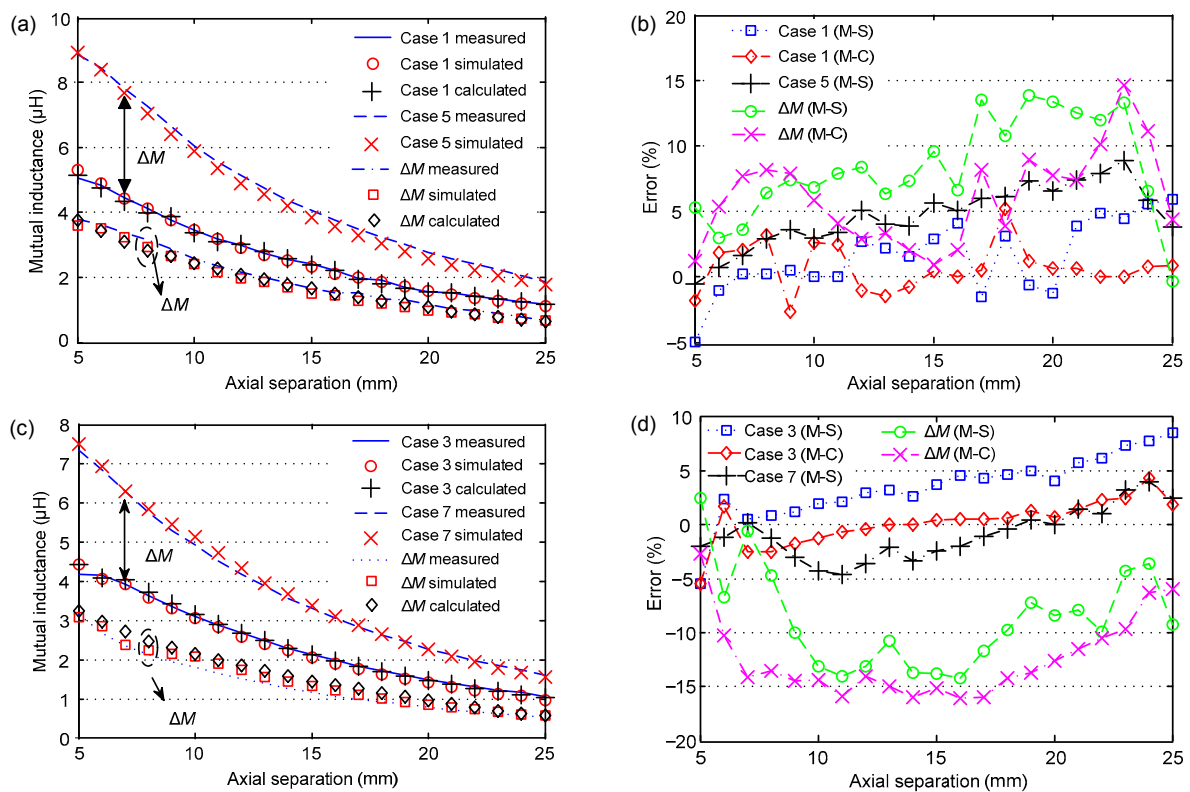 (a)
Mutual inductance (μH)
10
8
6
4
2
0
5
10
15
20
25
Axial separation (mm)
Case 1 measured
Case 1 simulated
Case 1 calculated
Case 5 measured
Case 5 simulated
ΔM measured
ΔM simulated
ΔM calculated
ΔM
ΔM
(b)
Error (%)
20
15
10
5
0
−5
5
10
15
20
25
Axial separation (mm)
Case 1 (M-S)
Case 1 (M-C)
Case 5 (M-S)
ΔM (M-S)
ΔM (M-C)
(c)
Mutual inductance (μH)
8
7
6
5
4
3
2
1
0
5
10
15
20
25
Axial separation (mm)
Case 3 measured
Case 3 simulated
Case 3 calculated
Case 7 measured
Case 7 simulated
ΔM measured
ΔM simulated
ΔM calculated
ΔM
ΔM
(d)
Error (%)
10
5
0
−5
−10
−15
−20
5
10
15
20
25
Axial separation (mm)
Case 3 (M-S)
Case 3 (M-C)
Case 7 (M-S)
ΔM (M-S)
ΔM (M-C)